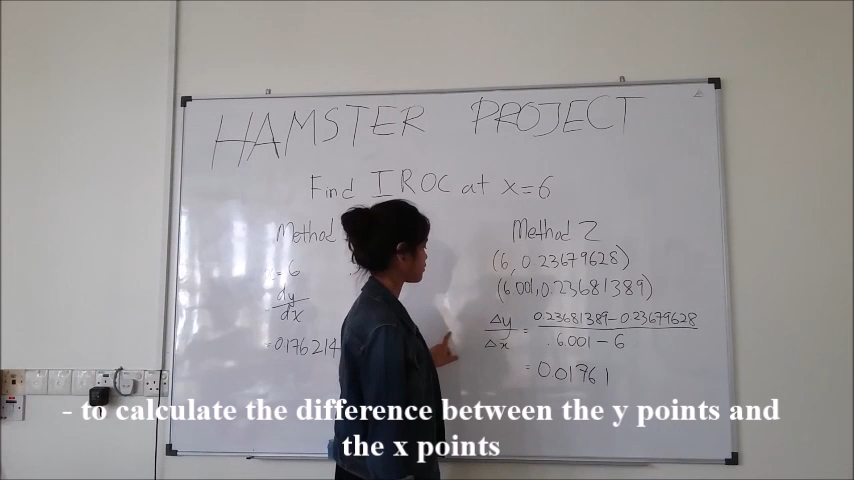 HAMSTER PROJECT
Find IROC at x=6
Method
= 6
dy
dx
=0.176214
Method 2
(6, 0.23679628)
(6.001, 0.23681389)
Δy = 0.23681389 - 0.23679628
Δx 6.001 - 6
= 0.01761
- to calculate the difference between the y points and
the x points